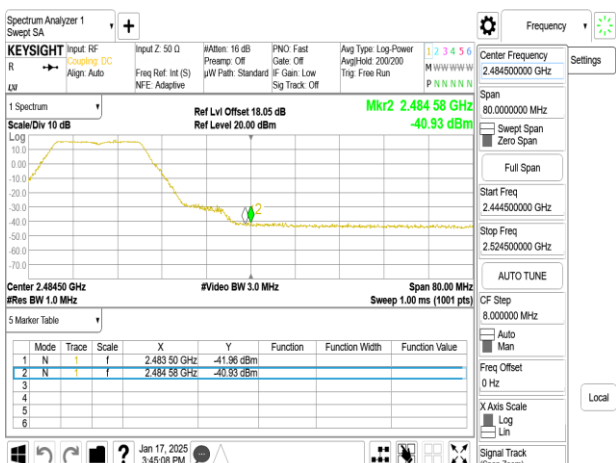 Spectrum Analyzer 1
Swept SA
Frequency
KEYSIGHT
R
Input: RF
Coupling: DC
Align: Auto
Input Z: 50 Ω
Freq Ref: Int (S)
NFE: Adaptive
#Atten: 16 dB
Preamp: Off
µW Path: Standard
PNO: Fast
Gate: Off
IF Gain: Low
Sig Track: Off
Avg Type: Log-Power
Avg|Hold: 200/200
Trig: Free Run
1 2 3 4 5 6
M W W W W W
P N N N N N
1 Spectrum
Scale/Div 10 dB
Ref Lvl Offset 18.05 dB
Ref Level 20.00 dBm
Mkr2 2.484 58 GHz
-40.93 dBm
Log
10.0
0.00
-10.0
-20.0
-30.0
-40.0
-50.0
-60.0
-70.0
2
Center 2.48450 GHz
#Video BW 3.0 MHz
Span 80.00 MHz
#Res BW 1.0 MHz
Sweep 1.00 ms (1001 pts)
5 Marker Table
Mode Trace Scale X Y Function Function Width Function Value
1 N 1 f 2.483 50 GHz -41.96 dBm
2 N 1 f 2.484 58 GHz -40.93 dBm
3
4
5
6
Jan 17, 2025
3:45:08 PM
Center Frequency
2.484500000 GHz
Settings
Span
80.0000000 MHz
Swept Span
Zero Span
Full Span
Start Freq
2.444500000 GHz
Stop Freq
2.524500000 GHz
AUTO TUNE
CF Step
8.000000 MHz
Auto
Man
Freq Offset
0 Hz
Local
X Axis Scale
Log
Lin
Signal Track